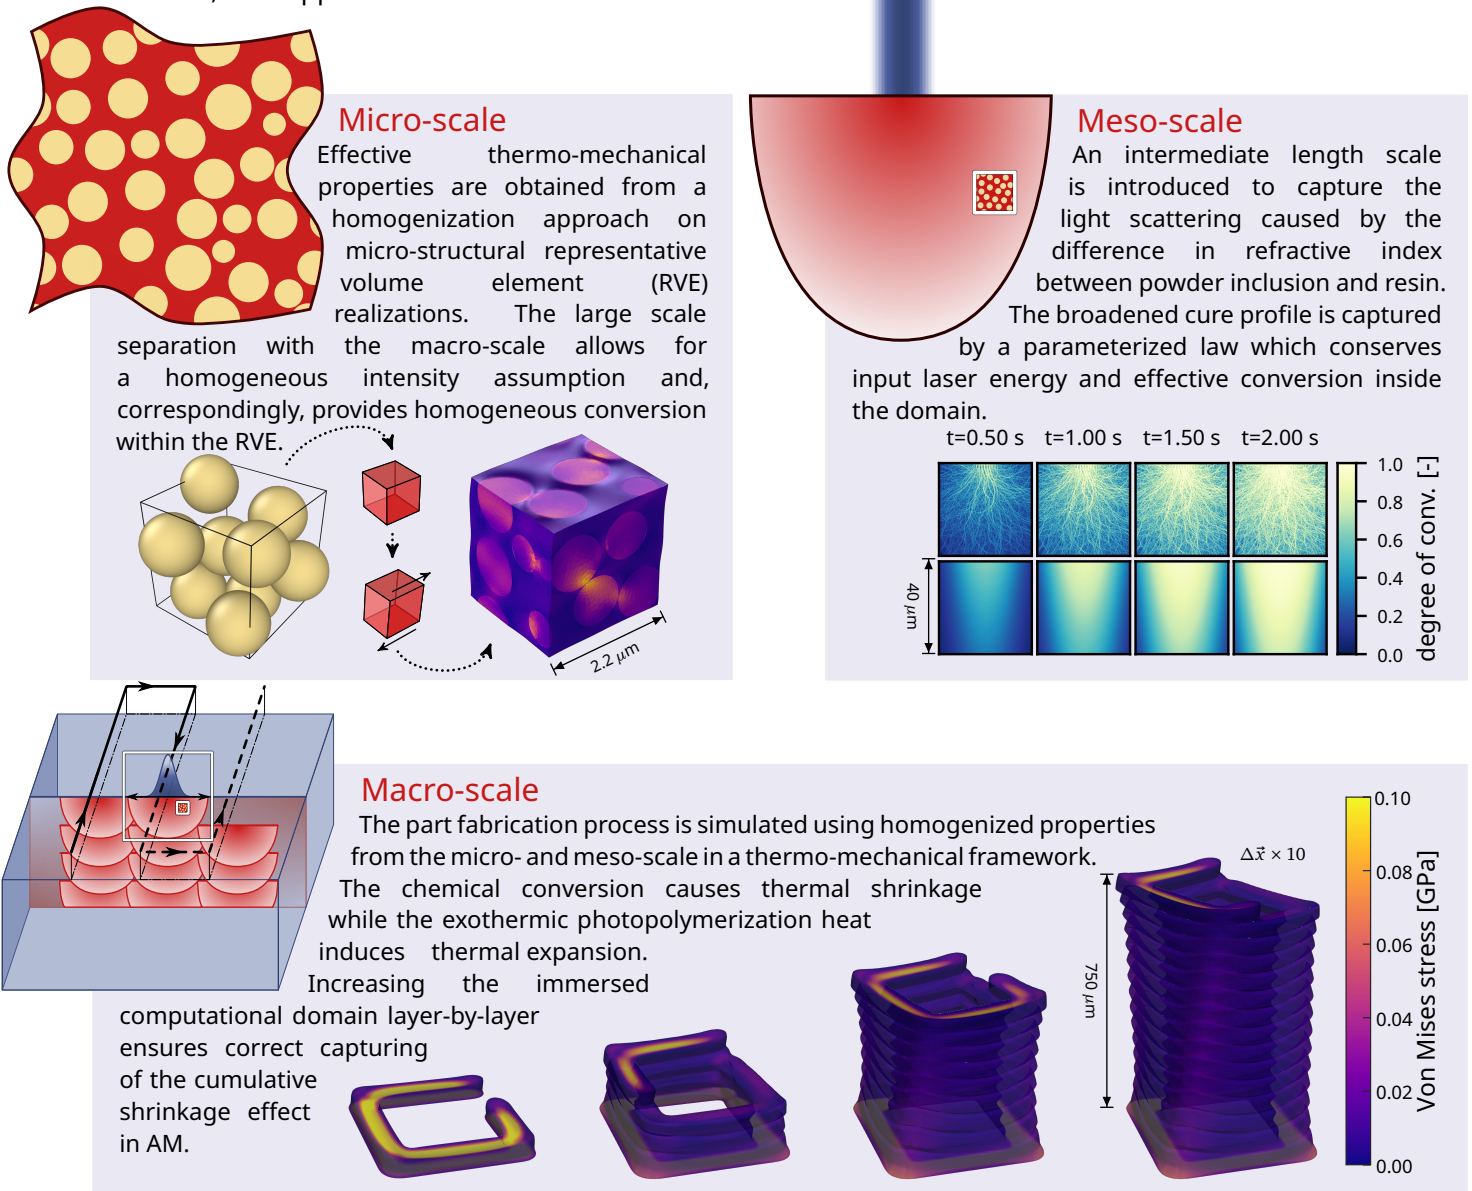 Micro-scale
Effective thermo-mechanical
properties are obtained from a
homogenization approach on
micro-structural representative
volume element (RVE)
realizations. The large scale
separation with the macro-scale allows for
a homogeneous intensity assumption and,
correspondingly, provides homogeneous conversion
within the RVE.
2.2 μm
Meso-scale
An intermediate length scale
is introduced to capture the
light scattering caused by the
difference in refractive index
between powder inclusion and resin.
The broadened cure profile is captured
by a parameterized law which conserves
input laser energy and effective conversion inside
the domain.
t=0.50 s t=1.00 s t=1.50 s t=2.00 s
40 μm
1.0
0.8
0.6
0.4
0.2
0.0
degree of conv. [-]
Macro-scale
The part fabrication process is simulated using homogenized properties
from the micro- and meso-scale in a thermo-mechanical framework.
The chemical conversion causes thermal shrinkage
while the exothermic photopolymerization heat
induces thermal expansion.
Increasing the immersed
computational domain layer-by-layer
ensures correct capturing
of the cumulative
shrinkage effect
in AM.
750 μm
Δx⃗ × 10
0.10
0.08
0.06
0.04
0.02
0.00
Von Mises stress [GPa]